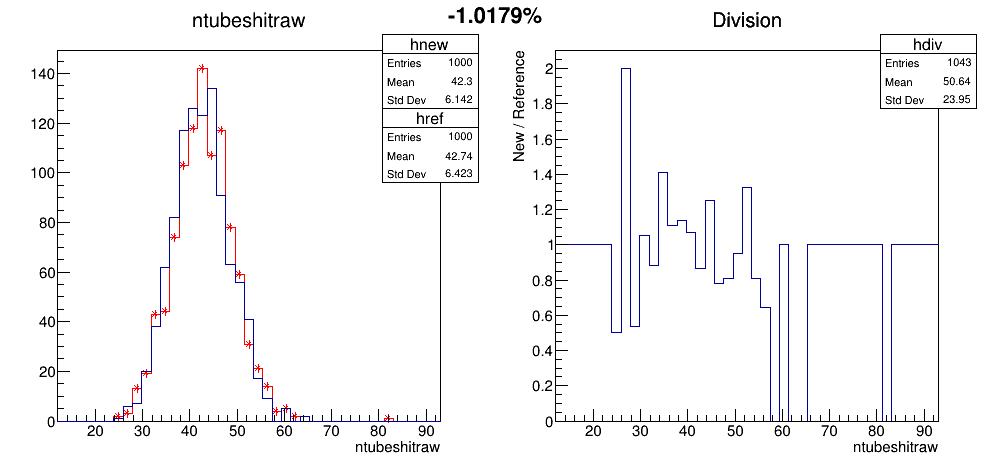 -1.0179%
ntubeshitraw
hnew
Entries 1000
Mean 42.3
Std Dev 6.142
href
Entries 1000
Mean 42.74
Std Dev 6.423
140
120
100
80
60
40
20
0
20 30 40 50 60 70 80 90
ntubeshitraw
Division
hdiv
Entries 1043
Mean 50.64
Std Dev 23.95
New / Reference
2
1.8
1.6
1.4
1.2
1
0.8
0.6
0.4
0.2
0
20 30 40 50 60 70 80 90
ntubeshitraw